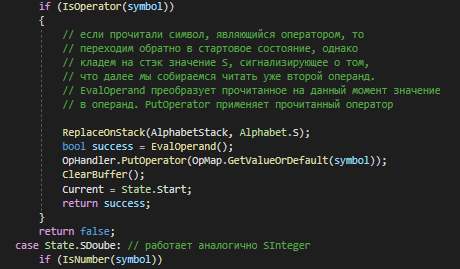 if (IsOperator(symbol))
{
// если прочитали символ, являющийся оператором, то
// переходим обратно в стартовое состояние, однако
// кладем на стэк значение S, сигнализирующее о том,
// что далее мы собираемся читать уже второй операнд.
// EvalOperand преобразует прочитанное на данный момент значение
// в операнд. PutOperator применяет прочитанный оператор
ReplaceOnStack(AlphabetStack, Alphabet.S);
bool success = EvalOperand();
OpHandler.PutOperator(OpMap.GetValueOrDefault(symbol));
ClearBuffer();
Current = State.Start;
return success;
}
return false;
case State.SDoube: // работает аналогично SInteger
if (IsNumber(symbol))